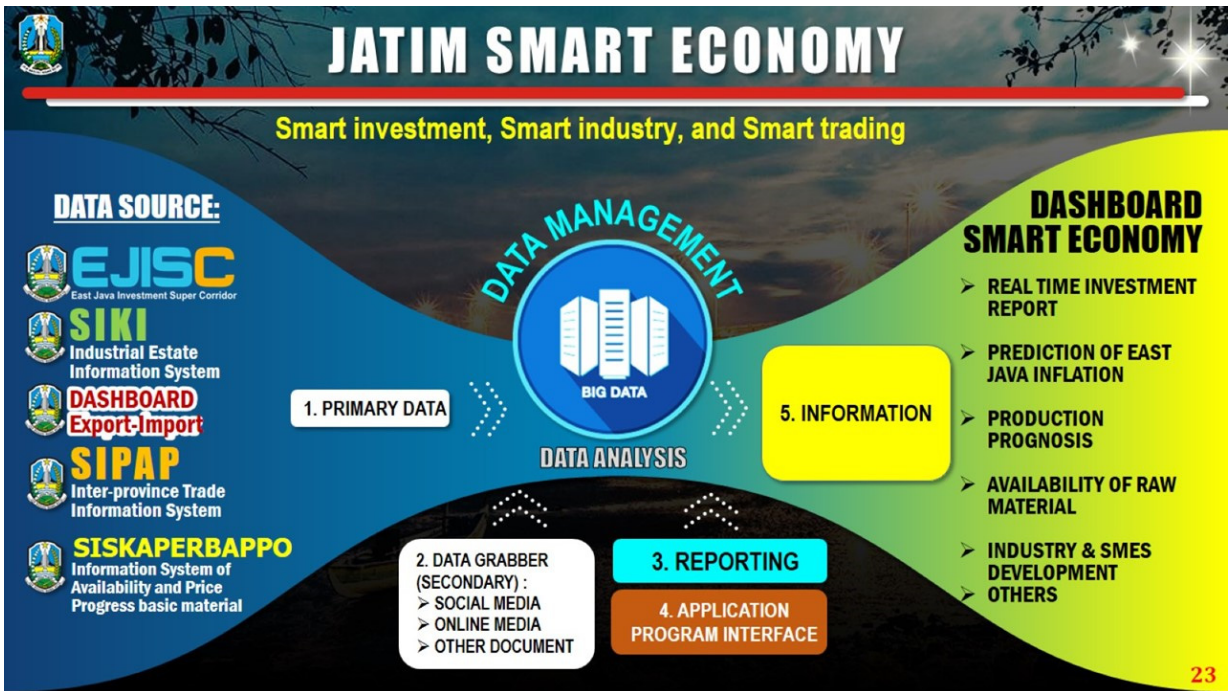 JATIM SMART ECONOMY
Smart investment, Smart industry, and Smart trading
DATA SOURCE:
EJISC
East Java Investment Super Corridor
SIKI
Industrial Estate
Information System
DASHBOARD
Export-Import
SIPAP
Inter-province Trade
Information System
SISKAPERBAPPO
Information System of
Availability and Price
Progress basic material
1. PRIMARY DATA
DATA MANAGEMENT
BIG DATA
DATA ANALYSIS
2. DATA GRABBER
(SECONDARY) :
➢ SOCIAL MEDIA
➢ ONLINE MEDIA
➢ OTHER DOCUMENT
3. REPORTING
4. APPLICATION
PROGRAM INTERFACE
5. INFORMATION
DASHBOARD
SMART ECONOMY
➢ REAL TIME INVESTMENT
REPORT
➢ PREDICTION OF EAST
JAVA INFLATION
➢ PRODUCTION
PROGNOSIS
➢ AVAILABILITY OF RAW
MATERIAL
➢ INDUSTRY & SMES
DEVELOPMENT
➢ OTHERS
23